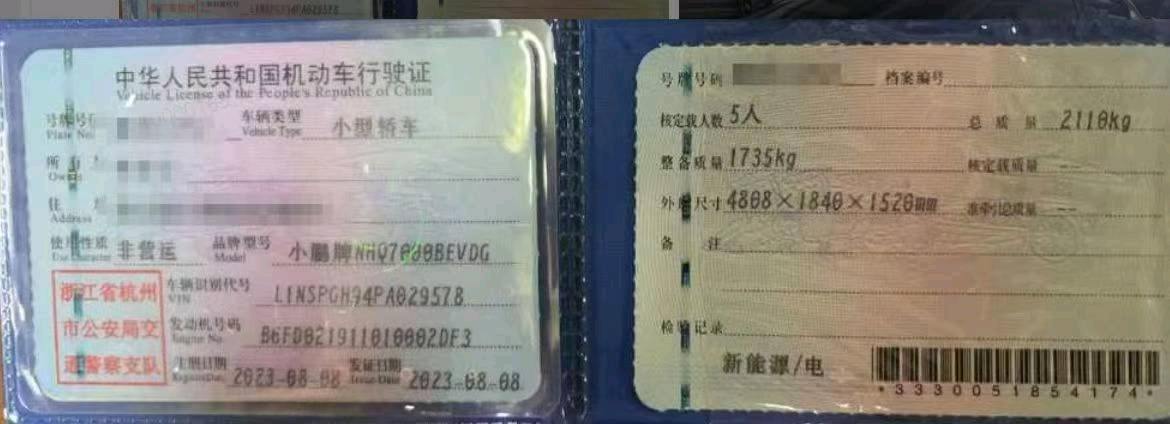 中华人民共和国机动车行驶证
Vehicle License of the People's Republic of China
号牌号码 车辆类型 小型轿车
Plate No. Vehicle Type
所有人
Owner
住址
Address
使用性质 非营运 品牌型号 小鹏牌NHQ7000BEVDG
Use Character Model
浙江省杭州
市公安局交
通警察支队
车辆识别代号 L1NSPGH94PA029578
VIN
发动机号码 B6FD021911010002DF3
Engine No.
注册日期 2023-08-08 发证日期 2023-08-08
Register Date Issue Date
号牌号码 档案编号
核定载人数 5人 总质量 2110kg
整备质量 1735kg 核定载质量 --
外廓尺寸 4808×1840×1520mm 准牵引总质量 --
备注
检验记录
新能源/电
*3330051854174*